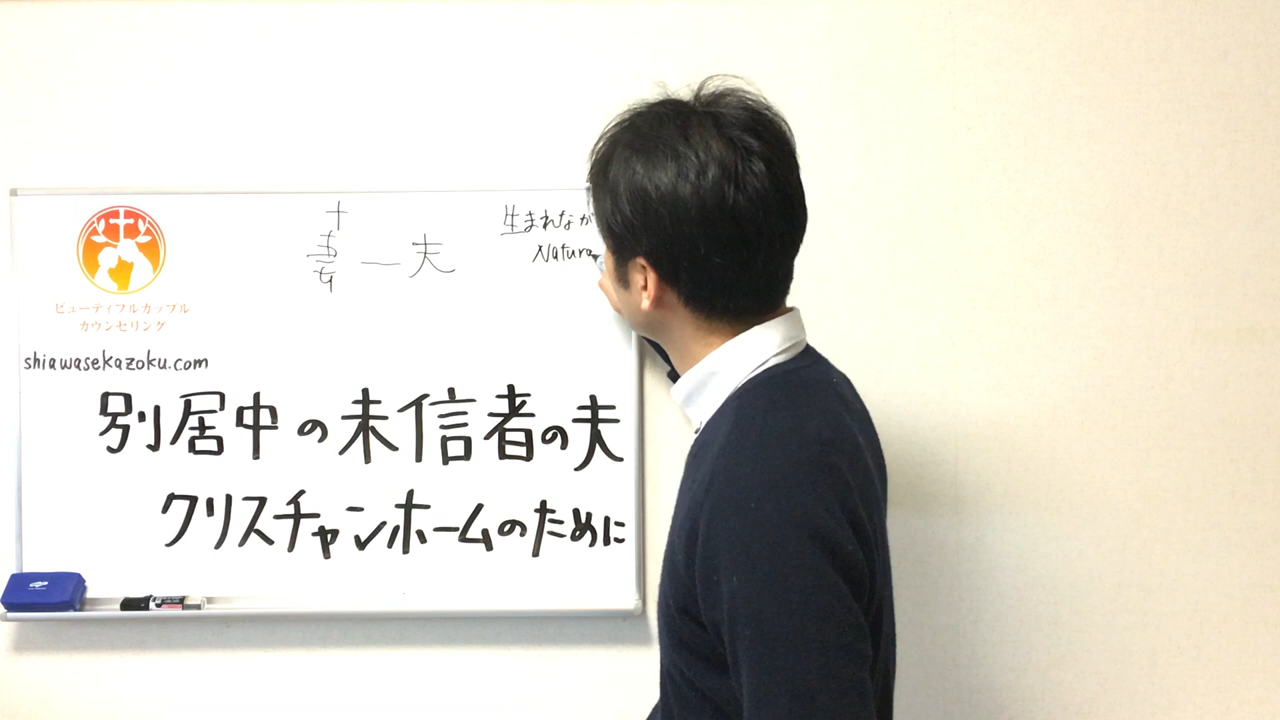 ビューティフルカップル
カウンセリング
shiawasekazoku.com
十
妻 — 夫
生まれなが
Natura
別居中の未信者の夫
クリスチャンホームのために